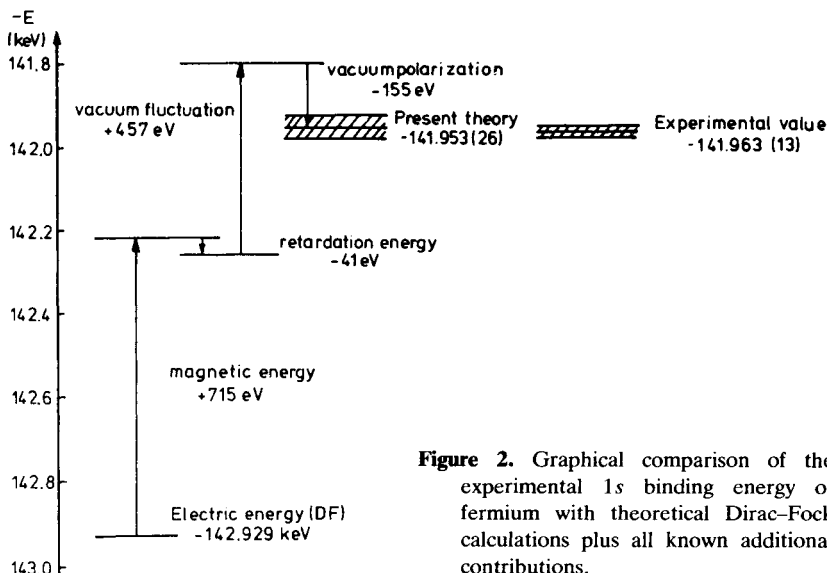 -E
(keV)
141.8
142.0
142.2
142.4
142.6
142.8
143.0
vacuum fluctuation
+457 eV
vacuumpolarization
-155 eV
Present theory
-141.953(26)
Experimental value
-141.963 (13)
retardation energy
-41 eV
magnetic energy
+715 eV
Electric energy (DF)
-142.929 keV
Figure 2. Graphical comparison of the
experimental 1s binding energy o
fermium with theoretical Dirac–Fock
calculations plus all known additiona
contributions.